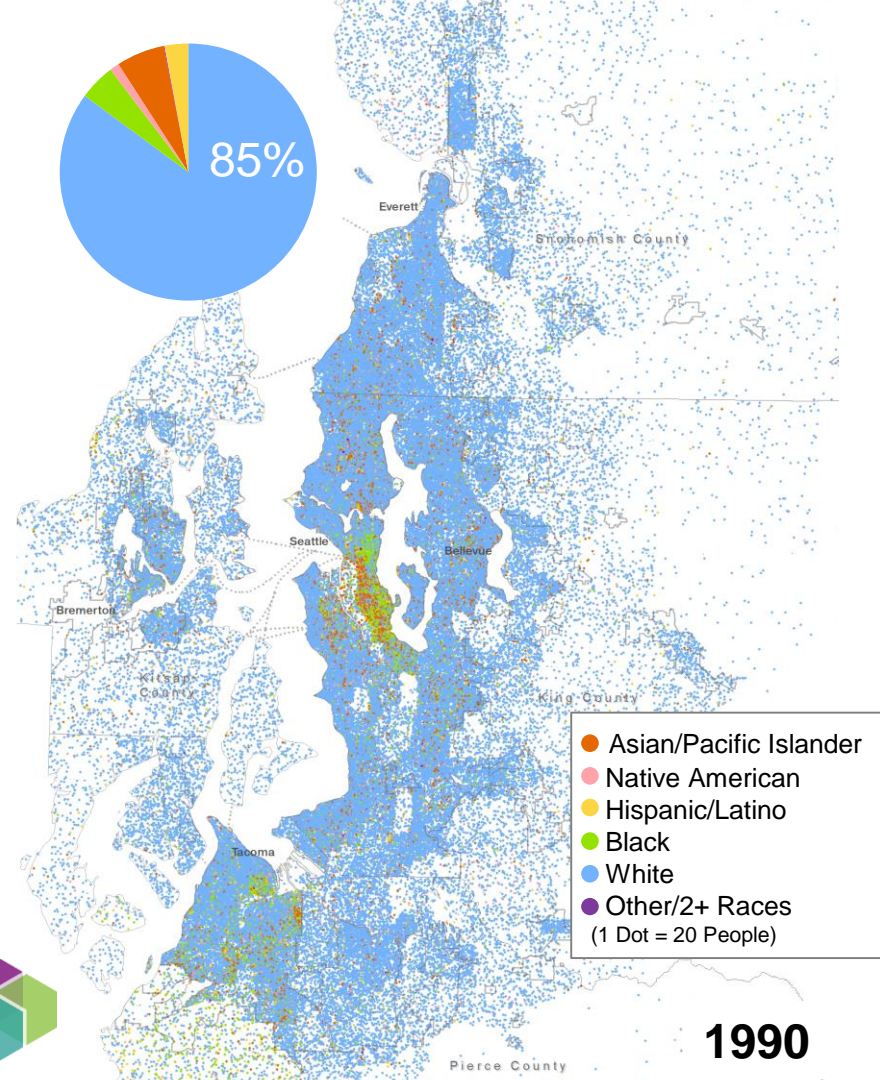 85%
Everett
Snohomish County
Seattle
Bellevue
Bremerton
Kitsap
County
King County
Asian/Pacific Islander
Native American
Hispanic/Latino
Black
White
Other/2+ Races
(1 Dot = 20 People)
Tacoma
1990
Pierce County